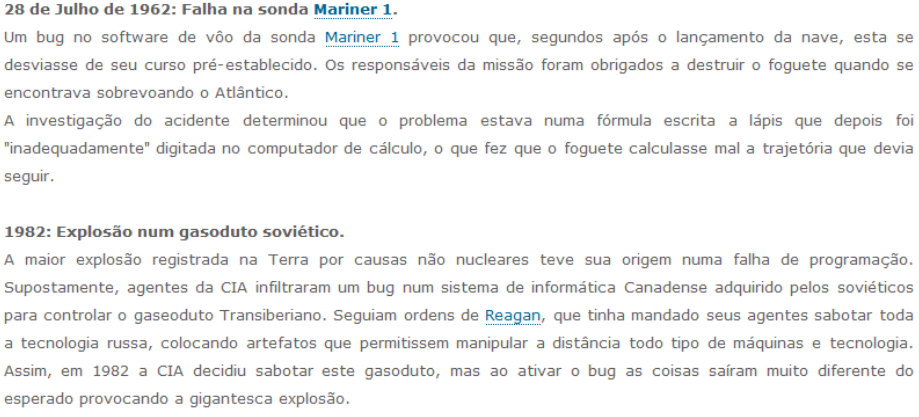 28 de Julho de 1962: Falha na sonda Mariner 1.
Um bug no software de vôo da sonda Mariner 1 provocou que, segundos após o lançamento da nave, esta se
desviasse de seu curso pré-establecido. Os responsáveis da missão foram obrigados a destruir o foguete quando se
encontrava sobrevoando o Atlântico.
A investigação do acidente determinou que o problema estava numa fórmula escrita a lápis que depois foi
"inadequadamente" digitada no computador de cálculo, o que fez que o foguete calculasse mal a trajetória que devia
seguir.
1982: Explosão num gasoduto soviético.
A maior explosão registrada na Terra por causas não nucleares teve sua origem numa falha de programação.
Supostamente, agentes da CIA infiltraram um bug num sistema de informática Canadense adquirido pelos soviéticos
para controlar o gaseoduto Transiberiano. Seguiam ordens de Reagan, que tinha mandado seus agentes sabotar toda
a tecnologia russa, colocando artefatos que permitissem manipular a distância todo tipo de máquinas e tecnologia.
Assim, em 1982 a CIA decidiu sabotar este gasoduto, mas ao ativar o bug as coisas saíram muito diferente do
esperado provocando a gigantesca explosão.